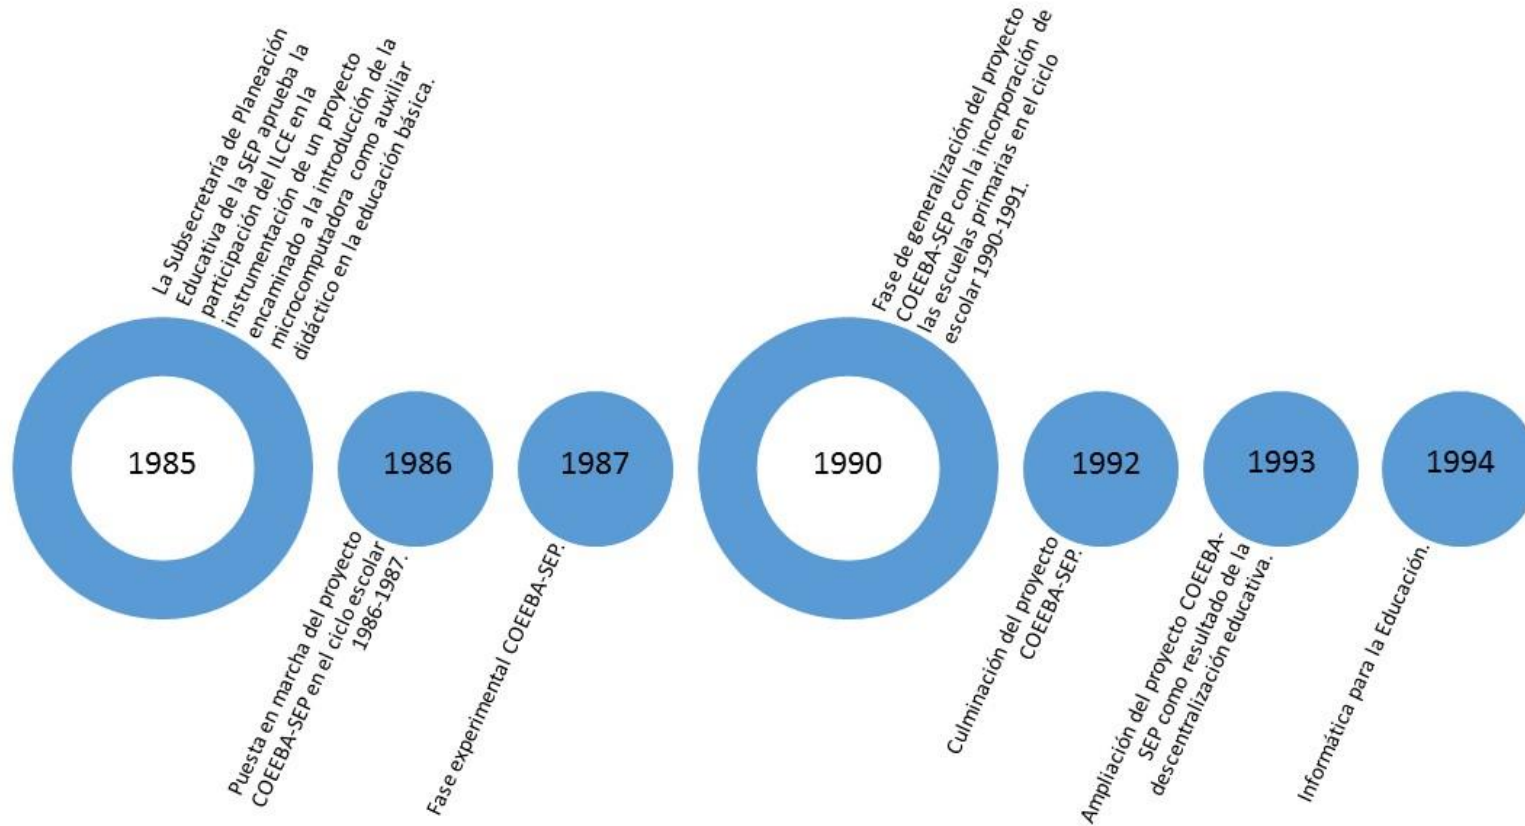 La Subsecretaría de Planeación
Educativa de la SEP aprueba la
participación del ILCE en la
instrumentación de un proyecto
encaminado a la introducción de la
microcomputadora como auxiliar
didáctico en la educación básica.
1985
1986
Puesta en marcha del proyecto
COEEBA-SEP en el ciclo escolar
1986-1987.
1987
Fase experimental COEEBA-SEP.
Fase de generalización del proyecto
COEEBA-SEP con la incorporación de
las escuelas primarias en el ciclo
escolar 1990-1991.
1990
1992
Culminación del proyecto
COEEBA-SEP.
1993
Ampliación del proyecto COEEBA-
SEP como resultado de la
descentralización educativa.
1994
Informática para la Educación.